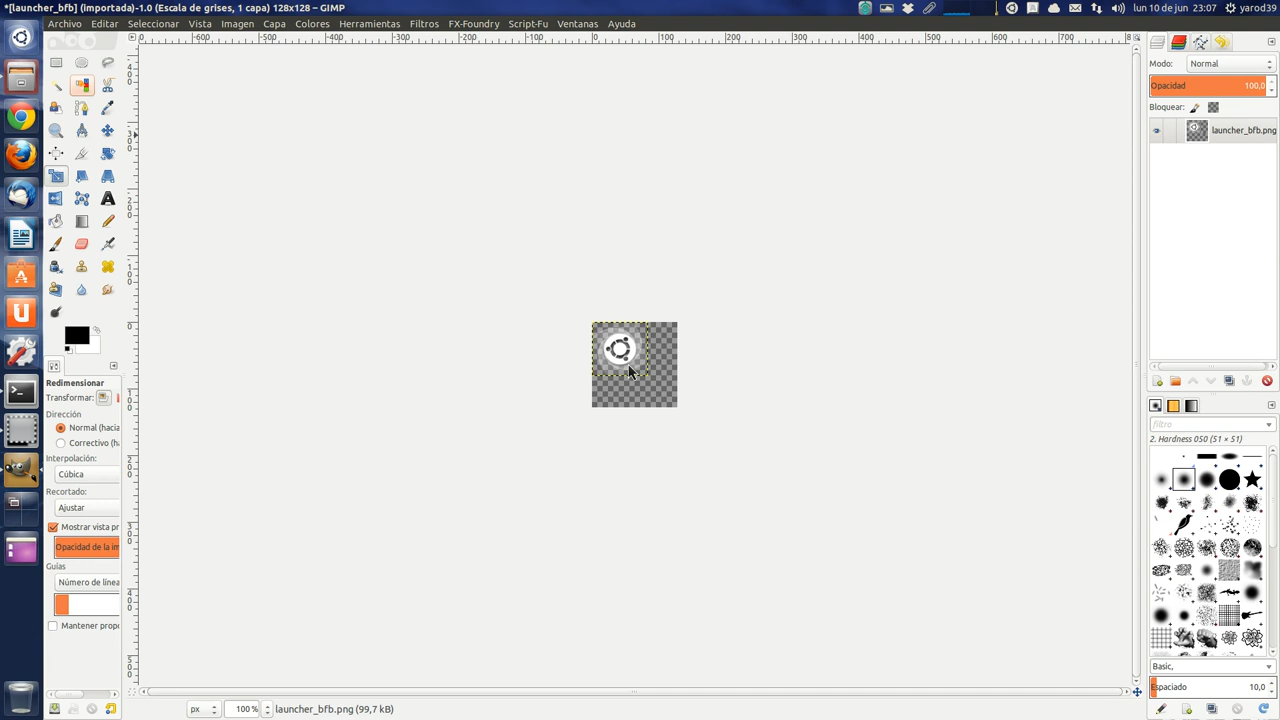 *[launcher_bfb] (Importada)-1.0 (Escala de grises, 1 capa) 128x128 – GIMP
lun 10 de jun 23:07
yarod39
Archivo Editar Seleccionar Vista Imagen Capa Colores Herramientas Filtros FX-Foundry Script-Fu Ventanas Ayuda
-600 -500 -400 -300 -200 -100 0 100 200 300 400 500 600 700
Modo: Normal
Opacidad 100,0
Bloquear:
launcher_bfb.png
Redimensionar
Transformar:
Dirección
Normal (hacia
Correctivo (h
Interpolación:
Cúbica
Recortado:
Ajustar
Mostrar vista pr
Opacidad de la im
Guías
Número de línea
Mantener propo
filtro
2. Hardness 050 (51 × 51)
Basic,
Espaciado 10,0
px 100 % launcher_bfb.png (99,7 kB)